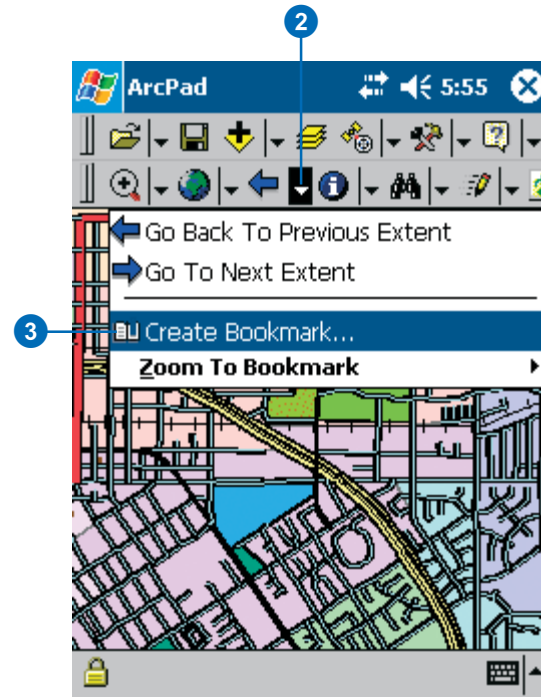 2
ArcPad 5:55
Go Back To Previous Extent
Go To Next Extent
3
Create Bookmark...
Zoom To Bookmark